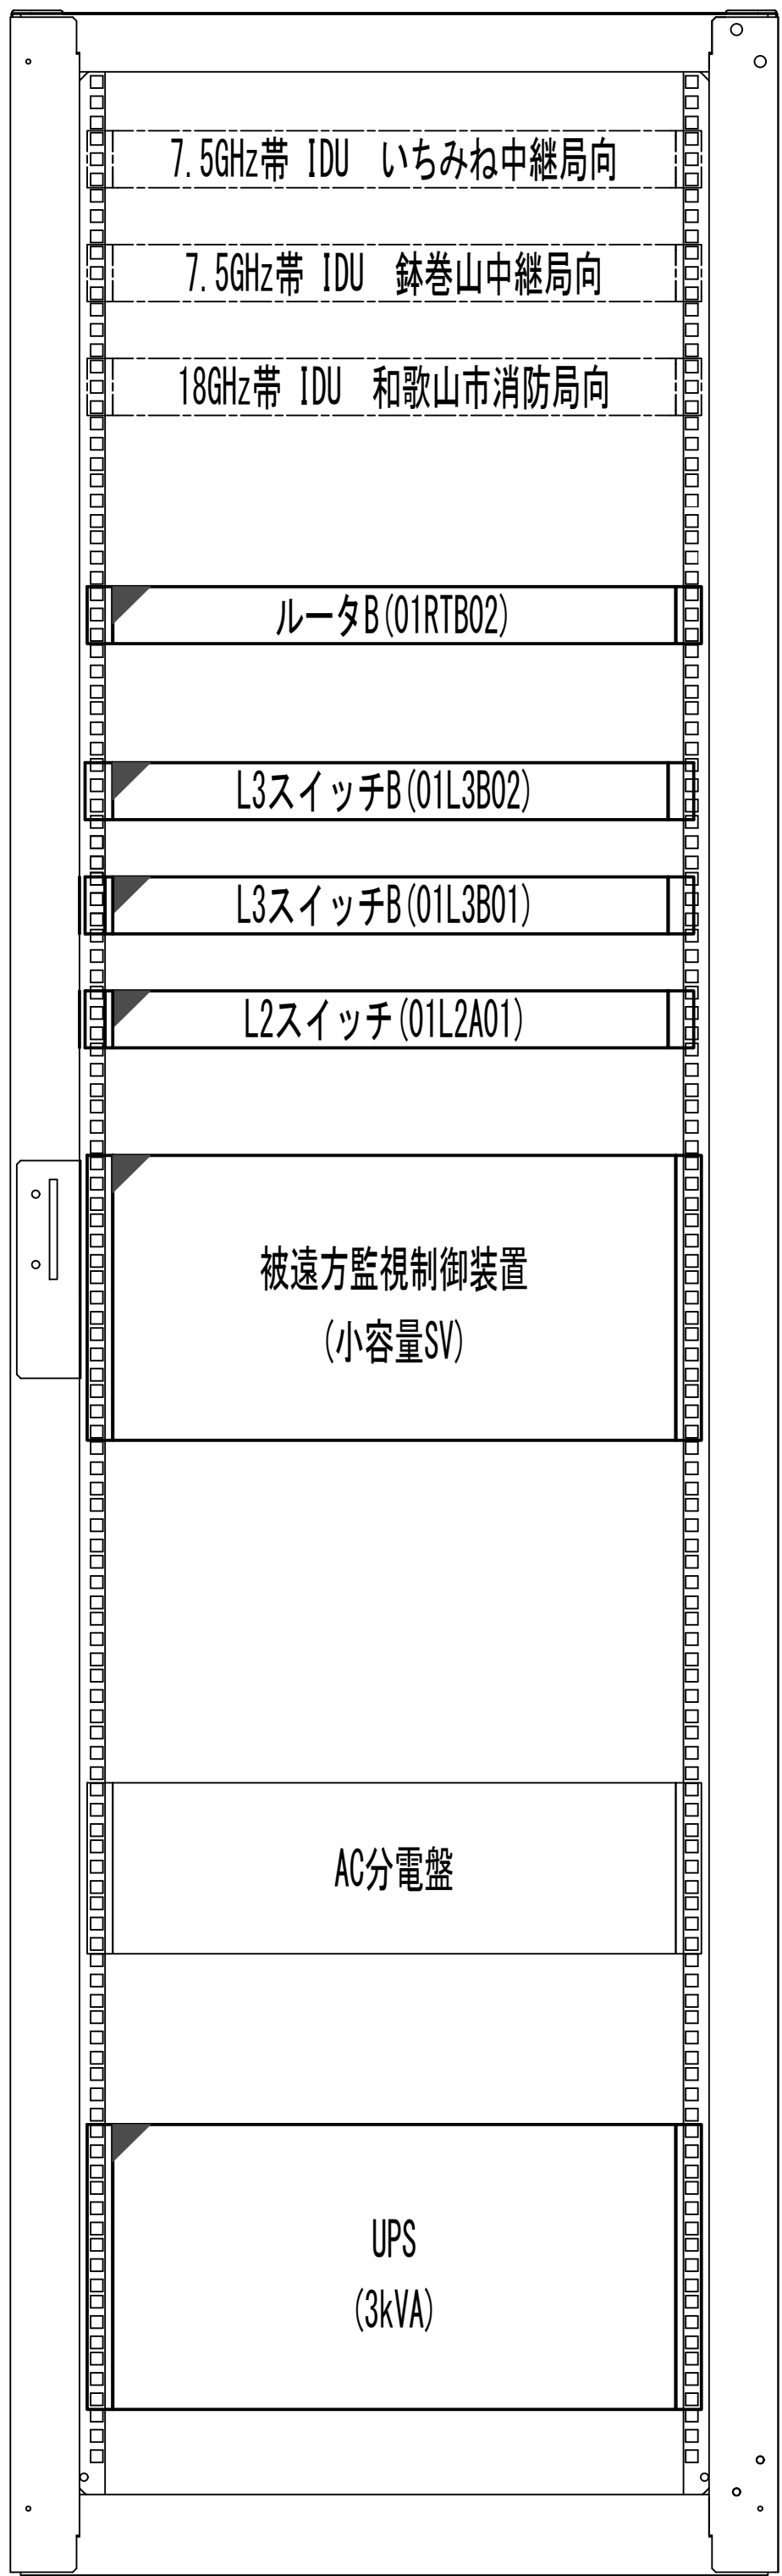 7.5GHz帯 IDU　いちみね中継局向
7.5GHz帯 IDU　鉢巻山中継局向
18GHz帯 IDU　和歌山市消防局向
ルータB(01RTB02)
L3スイッチB(01L3B02)
L3スイッチB(01L3B01)
L2スイッチ(01L2A01)
被遠方監視制御装置
(小容量SV)
AC分電盤
UPS
(3kVA)